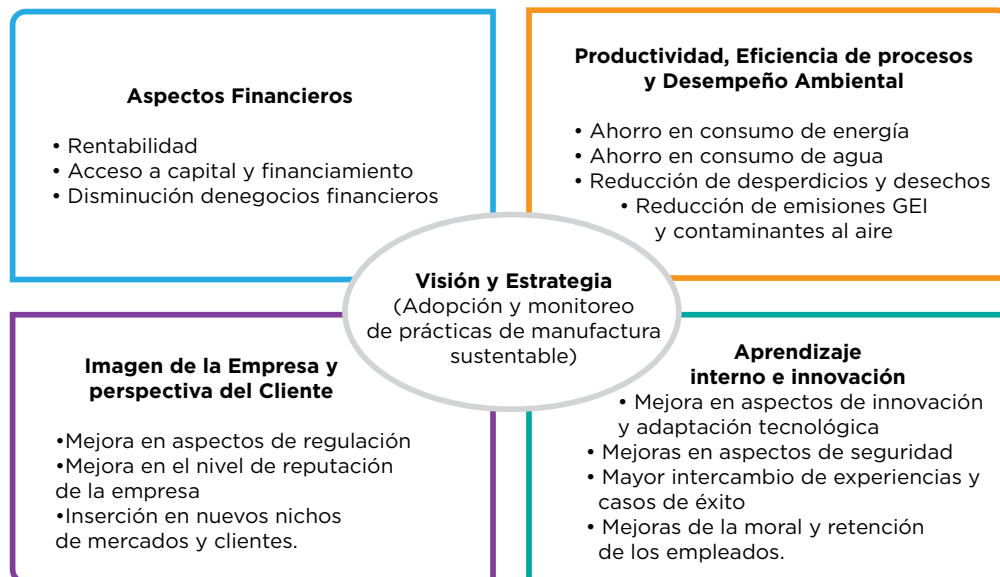 Aspectos Financieros
• Rentabilidad
• Acceso a capital y financiamiento
• Disminución denegocios financieros
Productividad, Eficiencia de procesos
y Desempeño Ambiental
• Ahorro en consumo de energía
• Ahorro en consumo de agua
• Reducción de desperdicios y desechos
• Reducción de emisiones GEI
y contaminantes al aire
Visión y Estrategia
(Adopción y monitoreo
de prácticas de manufactura
sustentable)
Imagen de la Empresa y
perspectiva del Cliente
•Mejora en aspectos de regulación
•Mejora en el nivel de reputación
de la empresa
•Inserción en nuevos nichos
de mercados y clientes.
Aprendizaje
interno e innovación
• Mejora en aspectos de innovación
y adaptación tecnológica
• Mejoras en aspectos de seguridad
• Mayor intercambio de experiencias y
casos de éxito
• Mejoras de la moral y retención
de los empleados.